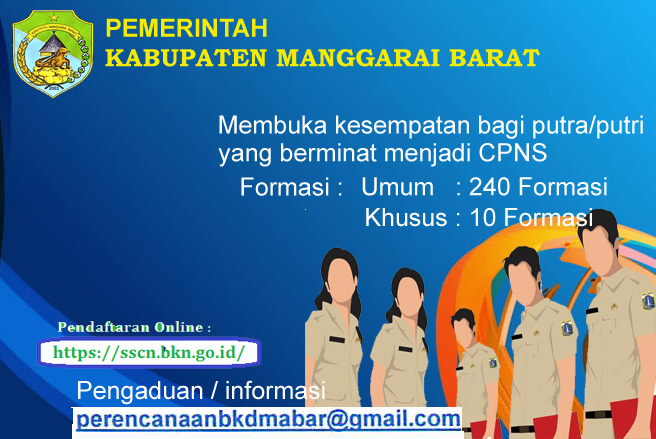 PEMERINTAH
KABUPATEN MANGGARAI BARAT
2003
Membuka kesempatan bagi putra/putri
yang berminat menjadi CPNS
Formasi : Umum : 240 Formasi
Khusus : 10 Formasi
Pendaftaran Online :
https://sscn.bkn.go.id/
Pengaduan / informasi
perencanaanbkdmabar@gmail.com